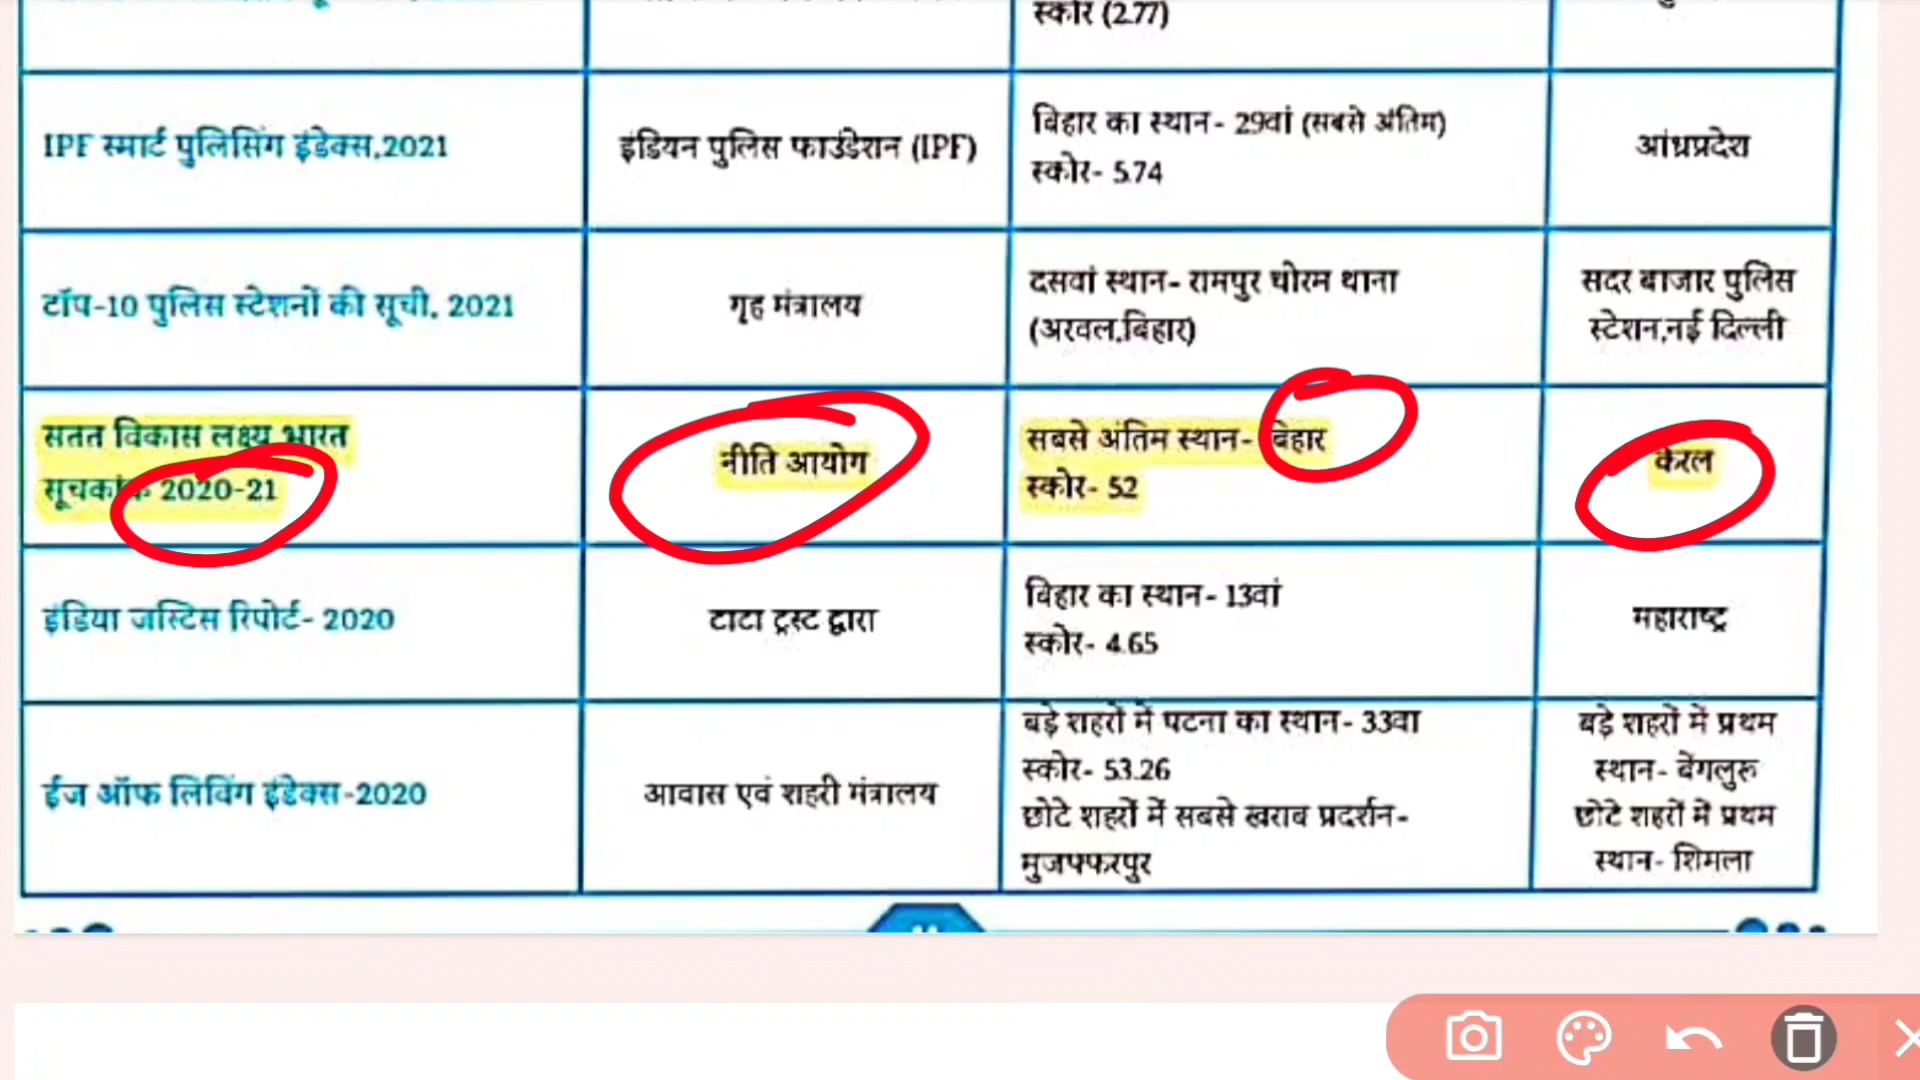 स्कोर (2.77)
IPF स्मार्ट पुलिसिंग इंडेक्स,2021
इंडियन पुलिस फाउंडेशन (IPF)
बिहार का स्थान- 29वां (सबसे अंतिम)
स्कोर- 5.74
आंध्रप्रदेश
टॉप-10 पुलिस स्टेशनों की सूची, 2021
गृह मंत्रालय
दसवां स्थान- रामपुर चोरम थाना
(अरवल,बिहार)
सदर बाजार पुलिस
स्टेशन,नई दिल्ली
सतत विकास लक्ष्य भारत
सूचकांक 2020-21
नीति आयोग
सबसे अंतिम स्थान- बिहार
स्कोर- 52
केरल
इंडिया जस्टिस रिपोर्ट- 2020
टाटा ट्रस्ट द्वारा
बिहार का स्थान- 13वां
स्कोर- 4.65
महाराष्ट्र
ईज ऑफ लिविंग इंडेक्स-2020
आवास एवं शहरी मंत्रालय
बड़े शहरों में पटना का स्थान- 33वा
स्कोर- 53.26
छोटे शहरों में सबसे खराब प्रदर्शन-
मुजफ्फरपुर
बड़े शहरों में प्रथम
स्थान- बेंगलुरू
छोटे शहरों में प्रथम
स्थान- शिमला